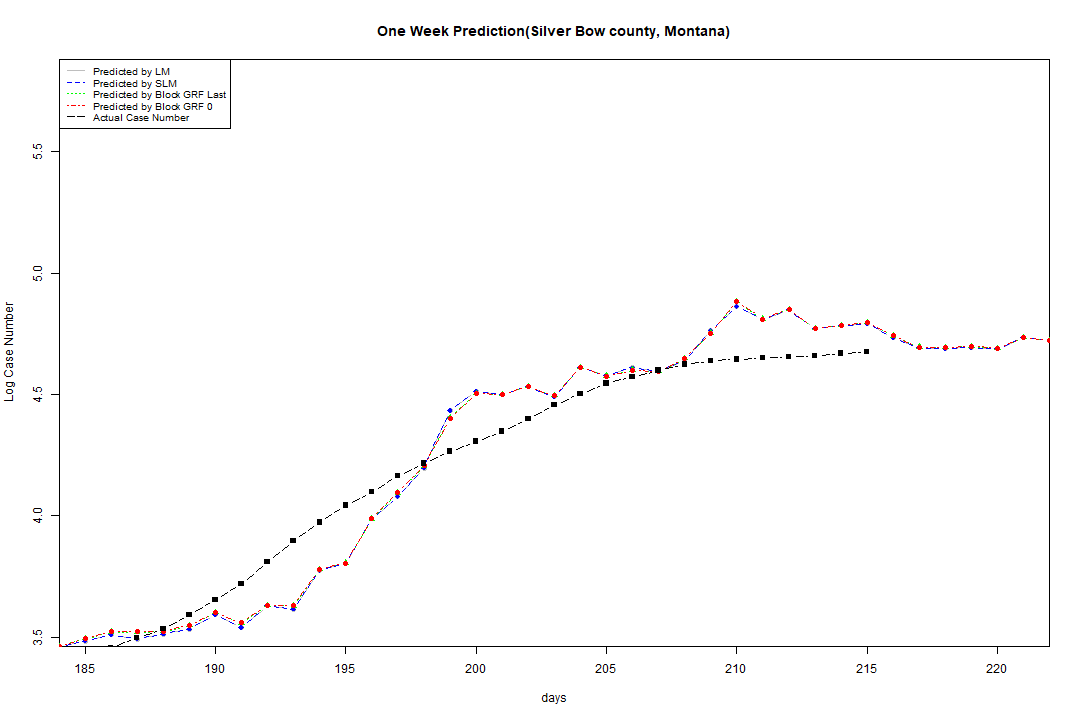 One Week Prediction(Silver Bow county, Montana)
Predicted by LM
Predicted by SLM
Predicted by Block GRF Last
Predicted by Block GRF 0
Actual Case Number
5.5
5.0
4.5
4.0
3.5
Log Case Number
185 190 195 200 205 210 215 220
days